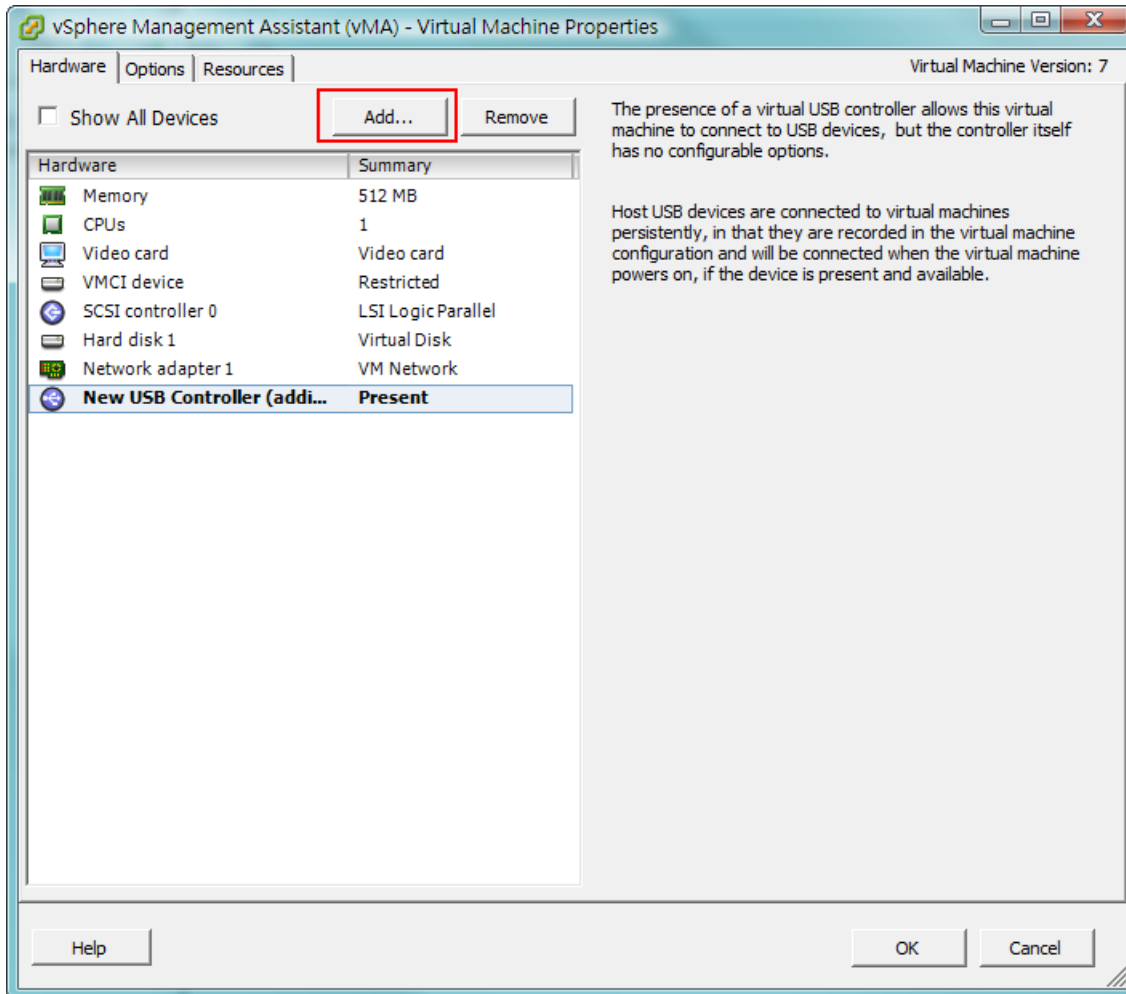 vSphere Management Assistant (vMA) - Virtual Machine Properties
Hardware Options Resources
Virtual Machine Version: 7
Show All Devices
Add...
Remove
Hardware Summary
Memory 512 MB
CPUs 1
Video card Video card
VMCI device Restricted
SCSI controller 0 LSI Logic Parallel
Hard disk 1 Virtual Disk
Network adapter 1 VM Network
New USB Controller (addi... Present
The presence of a virtual USB controller allows this virtual
machine to connect to USB devices, but the controller itself
has no configurable options.
Host USB devices are connected to virtual machines
persistently, in that they are recorded in the virtual machine
configuration and will be connected when the virtual machine
powers on, if the device is present and available.
Help
OK
Cancel